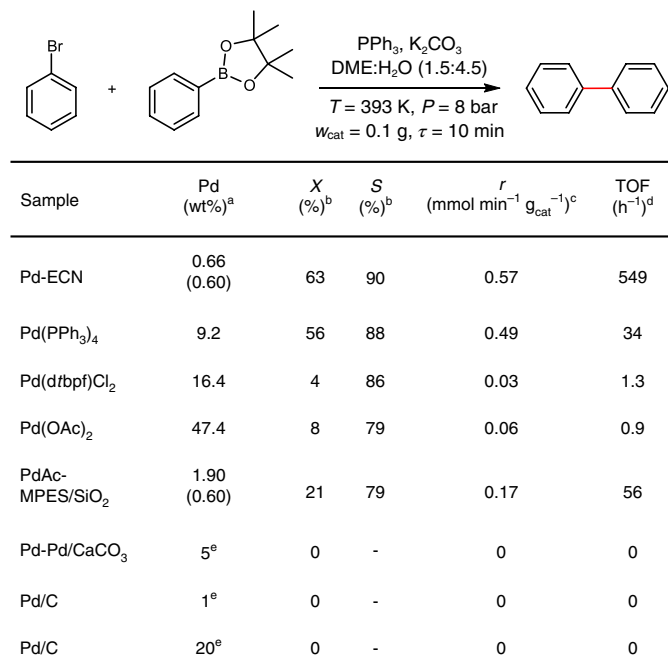 Br
O
B
O
+
PPh₃, K₂CO₃
DME:H₂O (1.5:4.5)
T = 393 K, P = 8 bar
w_cat = 0.1 g, τ = 10 min
Sample Pd (wt%)ᵃ X (%)ᵇ S (%)ᵇ r (mmol min⁻¹ g_cat⁻¹)ᶜ TOF (h⁻¹)ᵈ
Pd-ECN 0.66 (0.60) 63 90 0.57 549
Pd(PPh₃)₄ 9.2 56 88 0.49 34
Pd(dtbpf)Cl₂ 16.4 4 86 0.03 1.3
Pd(OAc)₂ 47.4 8 79 0.06 0.9
PdAc-MPES/SiO₂ 1.90 (0.60) 21 79 0.17 56
Pd-Pd/CaCO₃ 5ᵉ 0 - 0 0
Pd/C 1ᵉ 0 - 0 0
Pd/C 20ᵉ 0 - 0 0